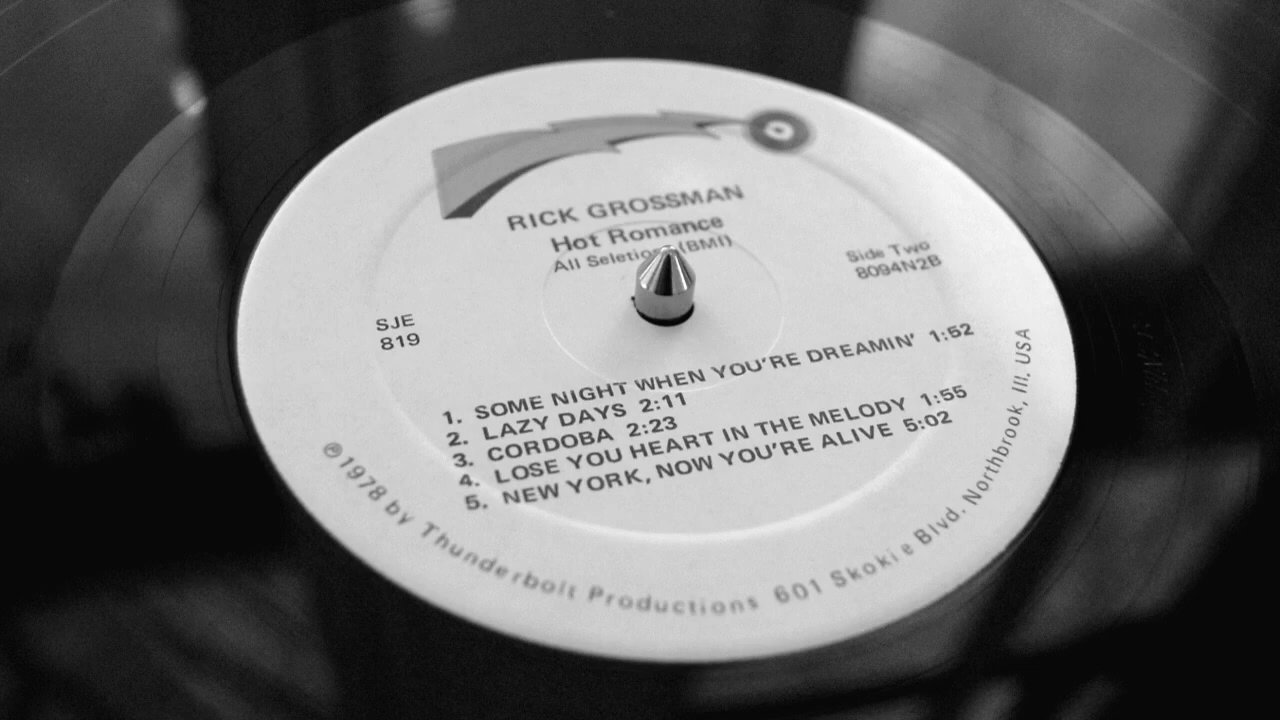 RICK GROSSMAN
Hot Romance
All Seletions (BMI)
Side Two
8094N2B
SJE
819
1. SOME NIGHT WHEN YOU'RE DREAMIN' 1:52
2. LAZY DAYS 2:11
3. CORDOBA 2:23
4. LOSE YOU HEART IN THE MELODY 1:55
5. NEW YORK, NOW YOU'RE ALIVE 5:02
℗1978 by Thunderbolt Productions 601 Skokie Blvd. Northbrook, Ill. USA